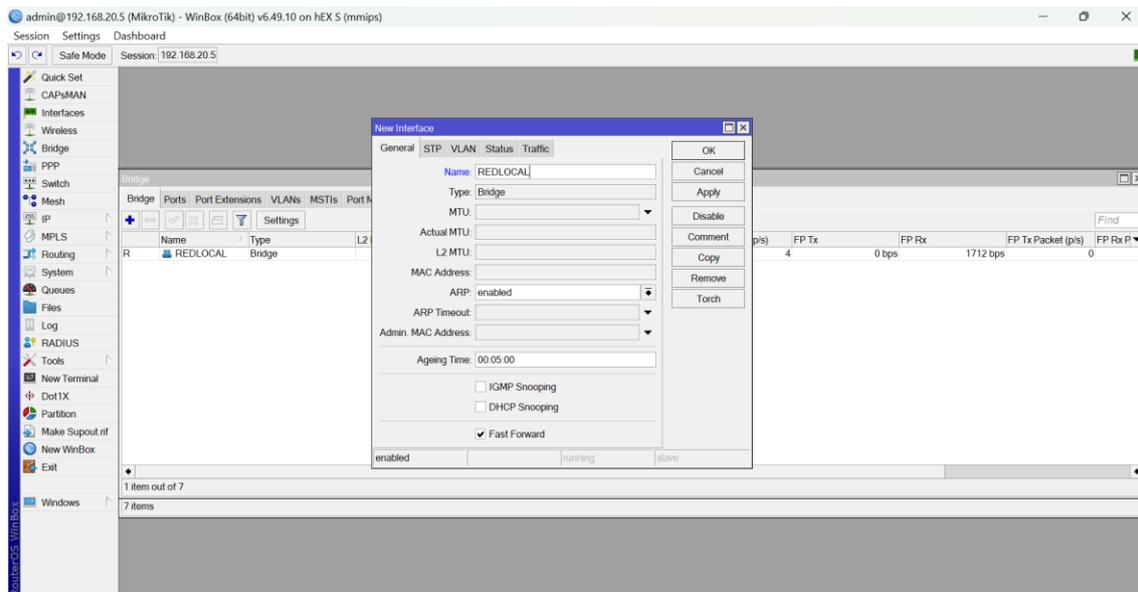 admin@192.168.20.5 (MikroTik) - WinBox (64bit) v6.49.10 on hEX S (mmips)
Session Settings Dashboard
Safe Mode Session: 192.168.20.5
Quick Set
CAPsMAN
Interfaces
Wireless
Bridge
PPP
Switch
Mesh
IP
MPLS
Routing
System
Queues
Files
Log
RADIUS
Tools
New Terminal
Dot1X
Partition
Make Supout.rif
New WinBox
Exit
Windows
RouterOS WinBox
Bridge
Bridge Ports Port Extensions VLANs MSTIs Port M
Settings
Find
Name Type L2 p/s) FP Tx FP Rx FP Tx Packet (p/s) FP Rx P
R REDLOCAL Bridge 4 0 bps 1712 bps 0
1 item out of 7
7 items
New Interface
General STP VLAN Status Traffic
Name: REDLOCAL
Type: Bridge
MTU:
Actual MTU:
L2 MTU:
MAC Address:
ARP: enabled
ARP Timeout:
Admin. MAC Address:
Ageing Time: 00:05:00
IGMP Snooping
DHCP Snooping
Fast Forward
enabled running slave
OK
Cancel
Apply
Disable
Comment
Copy
Remove
Torch